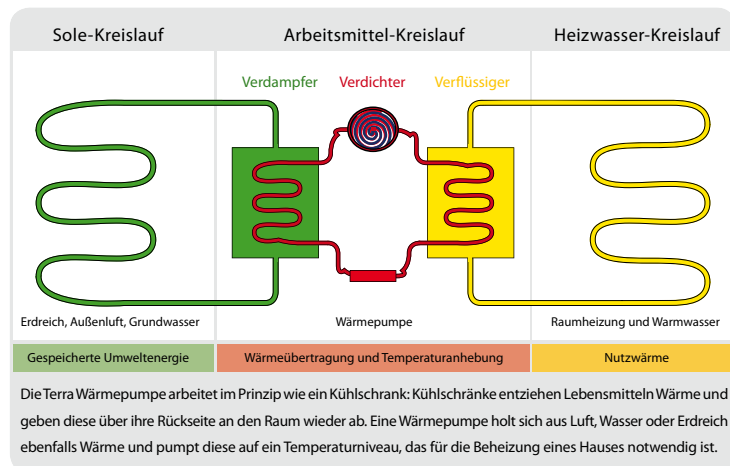 Sole-Kreislauf
Arbeitsmittel-Kreislauf
Heizwasser-Kreislauf
Verdampfer
Verdichter
Verflüssiger
Erdreich, Außenluft, Grundwasser
Wärmepumpe
Raumheizung und Warmwasser
Gespeicherte Umweltenergie
Wärmeübertragung und Temperaturanhebung
Nutzwärme
Die Terra Wärmepumpe arbeitet im Prinzip wie ein Kühlschrank: Kühlschränke entziehen Lebensmitteln Wärme und
geben diese über ihre Rückseite an den Raum wieder ab. Eine Wärmepumpe holt sich aus Luft, Wasser oder Erdreich
ebenfalls Wärme und pumpt diese auf ein Temperaturniveau, das für die Beheizung eines Hauses notwendig ist.